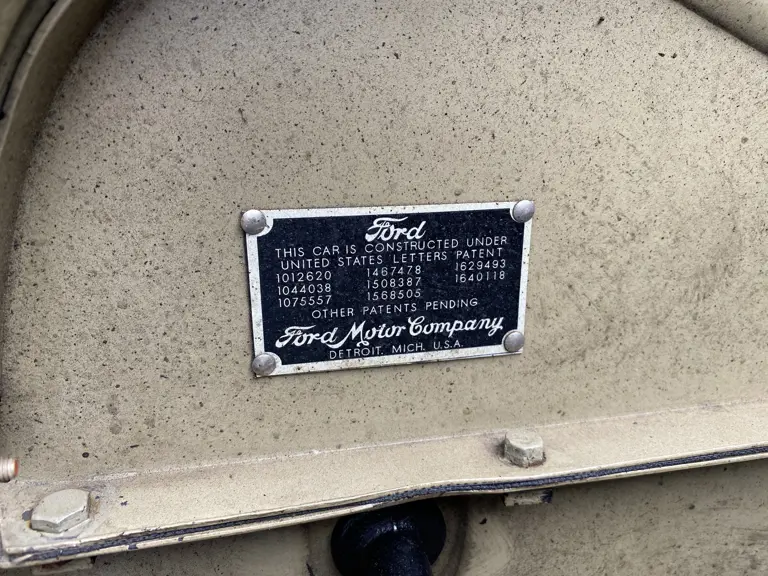 Ford
THIS CAR IS CONSTRUCTED UNDER
UNITED STATES LETTERS PATENT
1012620 1467478 1629493
1044038 1508387 1640118
1075557 1568505
OTHER PATENTS PENDING
Ford Motor Company
DETROIT. MICH. U.S.A.